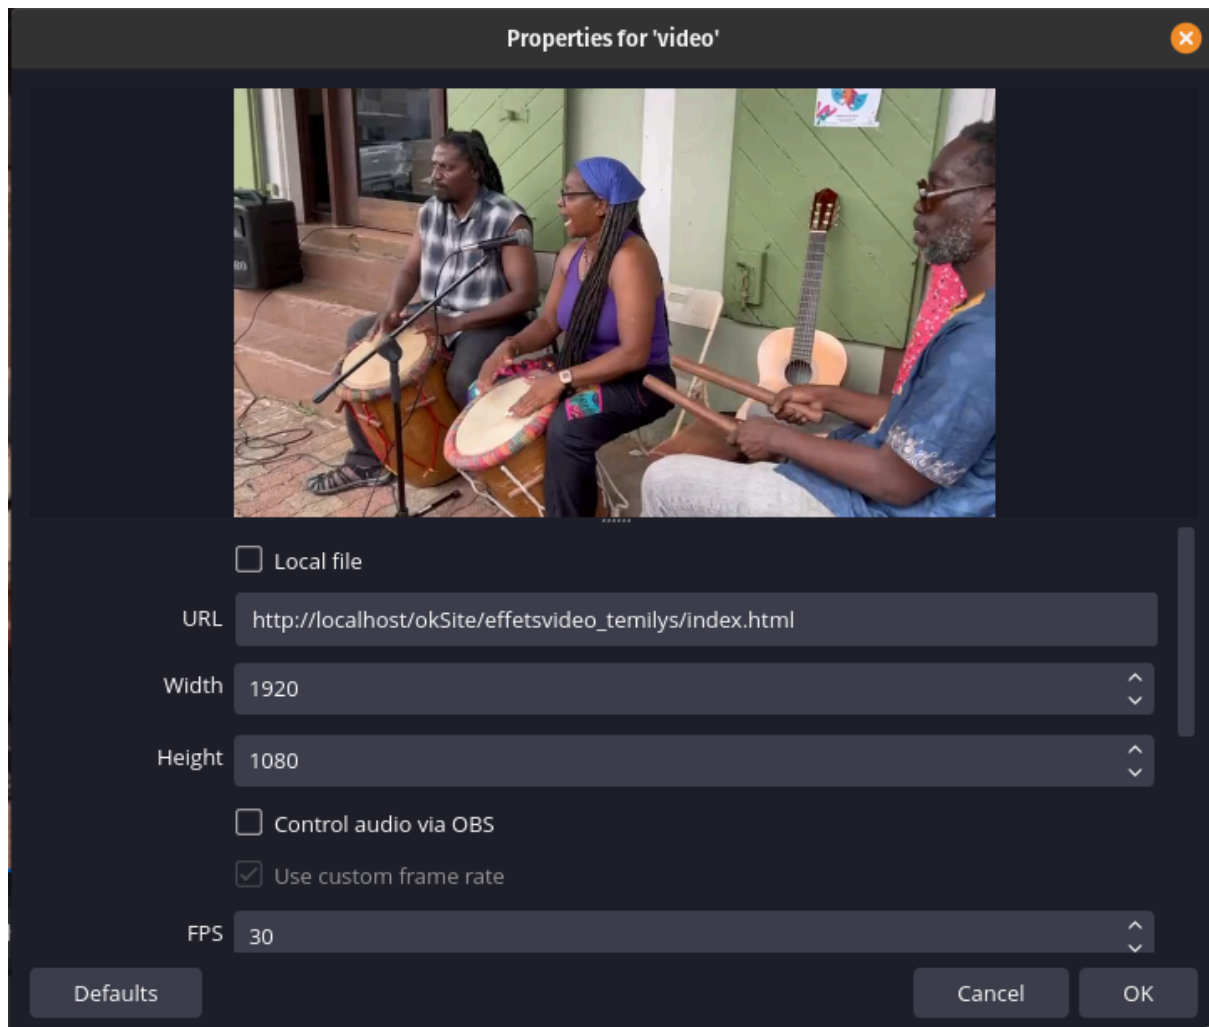 Properties for 'video'
Local file
URL http://localhost/okSite/effetsvideo_temilys/index.html
Width 1920
Height 1080
Control audio via OBS
Use custom frame rate
FPS 30
Defaults Cancel OK